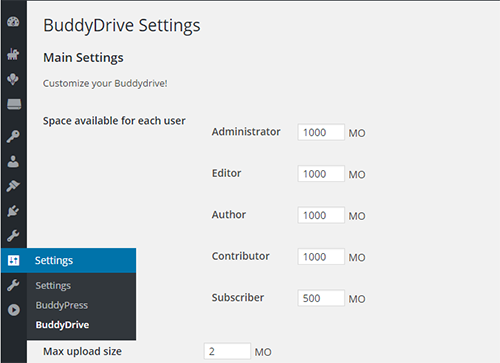 BuddyDrive Settings
Main Settings
Customize your Buddydrive!
Space available for each user
Administrator 1000 MO
Editor 1000 MO
Author 1000 MO
Contributor 1000 MO
Subscriber 500 MO
Settings
Settings
BuddyPress
BuddyDrive
Max upload size 2 MO